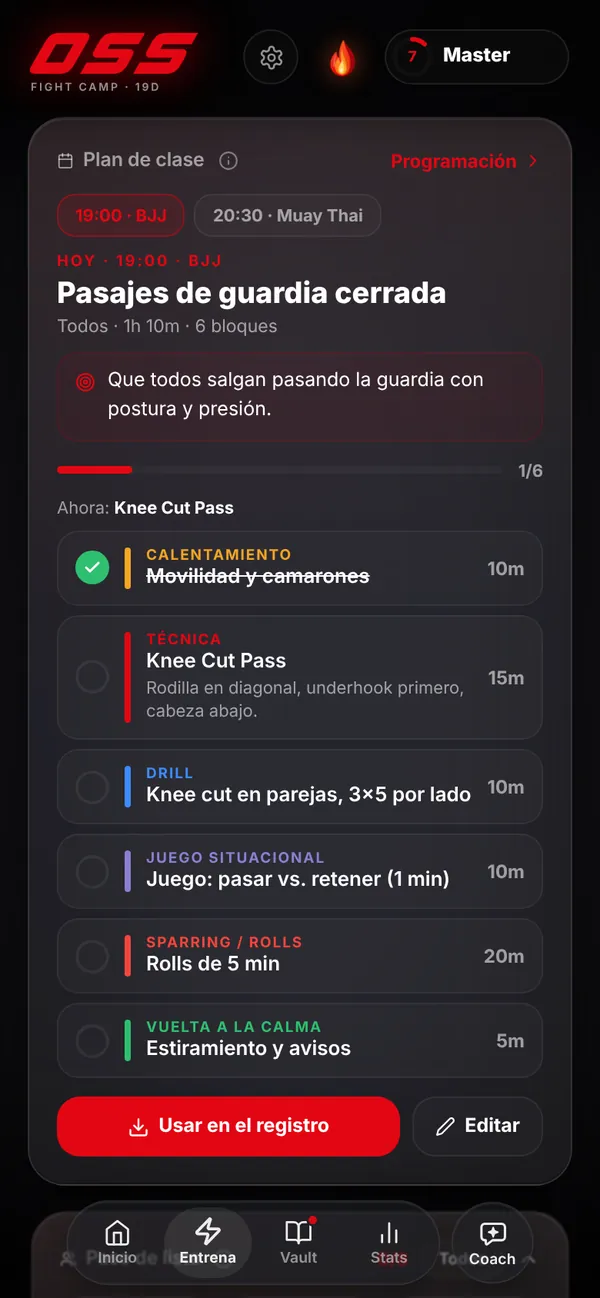 OSS
FIGHT CAMP · 19D
7
Master
Plan de clase
Programación
19:00 · BJJ
20:30 · Muay Thai
HOY · 19:00 · BJJ
Pasajes de guardia cerrada
Todos · 1h 10m · 6 bloques
Que todos salgan pasando la guardia con
postura y presión.
1/6
Ahora: Knee Cut Pass
CALENTAMIENTO
Movilidad y camarones
10m
TÉCNICA
Knee Cut Pass
Rodilla en diagonal, underhook primero,
cabeza abajo.
15m
DRILL
Knee cut en parejas, 3×5 por lado
10m
JUEGO SITUACIONAL
Juego: pasar vs. retener (1 min)
10m
SPARRING / ROLLS
Rolls de 5 min
20m
VUELTA A LA CALMA
Estiramiento y avisos
5m
Usar en el registro
Editar
Inicio
Entrena
Vault
Stats
Coach